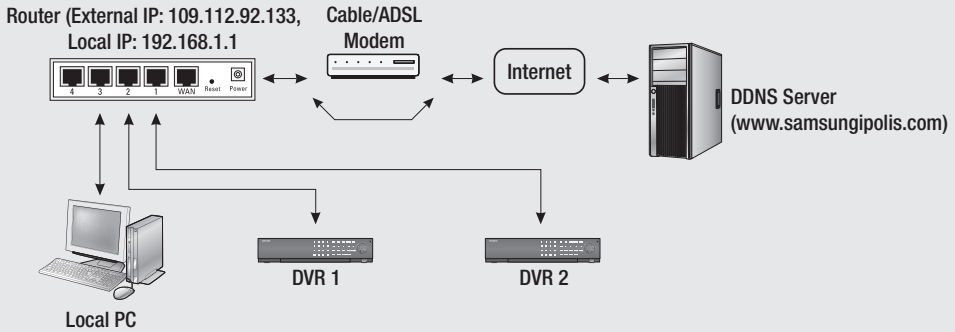 Router (External IP: 109.112.92.133,
Local IP: 192.168.1.1
Cable/ADSL
Modem
4 3 2 1 WAN Reset Power
Internet
DDNS Server
(www.samsungipolis.com)
DVR 1
DVR 2
Local PC